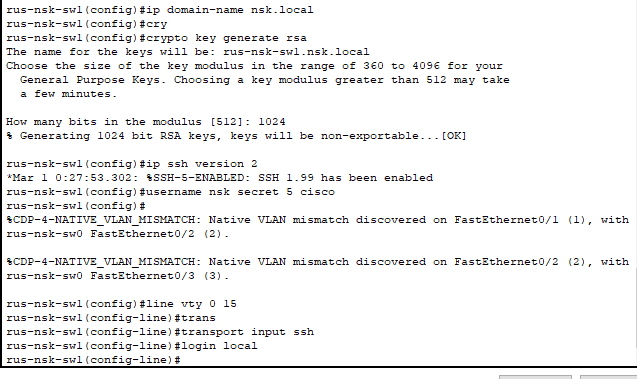 rus-nsk-sw1(config)#ip domain-name nsk.local
rus-nsk-sw1(config)#cry
rus-nsk-sw1(config)#crypto key generate rsa
The name for the keys will be: rus-nsk-sw1.nsk.local
Choose the size of the key modulus in the range of 360 to 4096 for your
  General Purpose Keys. Choosing a key modulus greater than 512 may take
  a few minutes.

How many bits in the modulus [512]: 1024
% Generating 1024 bit RSA keys, keys will be non-exportable...[OK]

rus-nsk-sw1(config)#ip ssh version 2
*Mar 1 0:27:53.302: %SSH-5-ENABLED: SSH 1.99 has been enabled
rus-nsk-sw1(config)#username nsk secret 5 cisco
rus-nsk-sw1(config)#
%CDP-4-NATIVE_VLAN_MISMATCH: Native VLAN mismatch discovered on FastEthernet0/1 (1), with
rus-nsk-sw0 FastEthernet0/2 (2).

%CDP-4-NATIVE_VLAN_MISMATCH: Native VLAN mismatch discovered on FastEthernet0/2 (2), with
rus-nsk-sw0 FastEthernet0/3 (3).

rus-nsk-sw1(config)#line vty 0 15
rus-nsk-sw1(config-line)#trans
rus-nsk-sw1(config-line)#transport input ssh
rus-nsk-sw1(config-line)#login local
rus-nsk-sw1(config-line)#